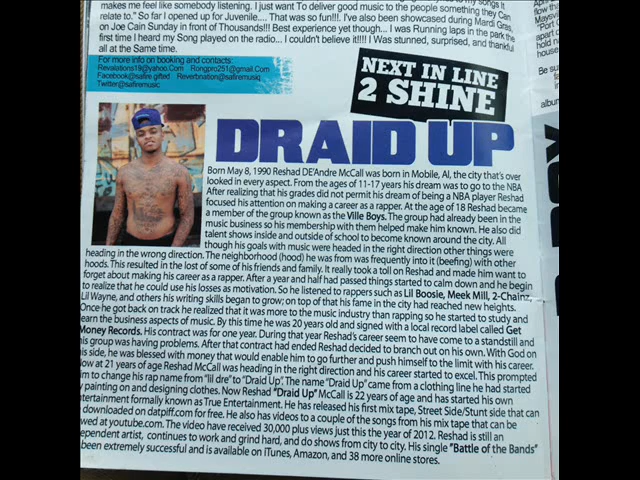 makes me feel like somebody listening. I just want To deliver good music to the people something they Can
relate to." So far I opened up for Juvenile.... That was so fun!!!. I've also been showcased during Mardi Gras,
on Joe Cain Sunday in front of Thousands!!! Best experience yet though... I was Running laps in the park the
first time I heard my Song played on the radio... I couldn't believe it!!!! I Was stunned, surprised, and thankful
all at the Same time.
For more info on booking and contacts:
Revalations19@yahoo.Com Rongpro251@gmail.Com
Facebook@safire.gifted Reverbnation@safiremusiq
Twitter@safiremusic
NEXT IN LINE
2 SHINE
DRAID UP
Born May 8, 1990 Reshad DE'Andre McCall was born in Mobile, Al, the city that's over
looked in every aspect. From the ages of 11-17 years his dream was to go to the NBA
After realizing that his grades did not permit his dream of being a NBA player Reshad
focused his attention on making a career as a rapper. At the age of 18 Reshad became
a member of the group known as the Ville Boys. The group had already been in the
music business so his membership with them helped make him known. He also did
talent shows inside and outside of school to become known around the city. All
though his goals with music were headed in the right direction other things were
heading in the wrong direction. The neighborhood (hood) he was from was frequently into it (beefing) with other
hoods. This resulted in the lost of some of his friends and family. It really took a toll on Reshad and made him want to
forget about making his career as a rapper. After a year and half had passed things started to calm down and he begin
to realize that he could use his losses as motivation. So he listened to rappers such as Lil Boosie, Meek Mill, 2-Chainz,
Lil Wayne, and others his writing skills began to grow; on top of that his fame in the city had reached new heights.
Once he got back on track he realized that it was more to the music industry than rapping so he started to study and
earn the business aspects of music. By this time he was 20 years old and signed with a local record label called Get
Money Records. His contract was for one year. During that year Reshad's career seem to have come to a standstill and
his group was having problems. After that contract had ended Reshad decided to branch out on his own. With God on
his side, he was blessed with money that would enable him to go further and push himself to the limit with his career.
ow at 21 years of age Reshad McCall was heading in the right direction and his career started to excel. This prompted
m to change his rap name from "lil dre" to "Draid Up". The name "Draid Up" came from a clothing line he had started
y painting on and designing clothes. Now Reshad "Draid Up" McCall is 22 years of age and has started his own
tertainment formally known as True Entertainment. He has released his first mix tape, Street Side/Stunt side that can
downloaded on datpiff.com for free. He also has videos to a couple of the songs from his mix tape that can be
wed at youtube.com. The video have received 30,000 plus views just this the year of 2012. Reshad is still an
ependent artist, continues to work and grind hard, and do shows from city to city. His single "Battle of the Bands"
been extremely successful and is available on iTunes, Amazon, and 38 more online stores.